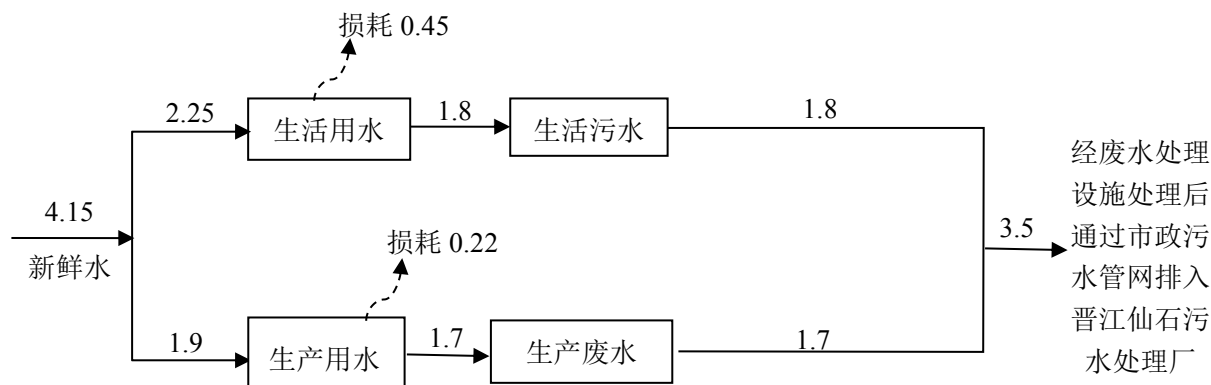 损耗 0.45
2.25
生活用水
1.8
生活污水
1.8
4.15
新鲜水
损耗 0.22
1.9
生产用水
1.7
生产废水
1.7
3.5
经废水处理
设施处理后
通过市政污
水管网排入
晋江仙石污
水处理厂